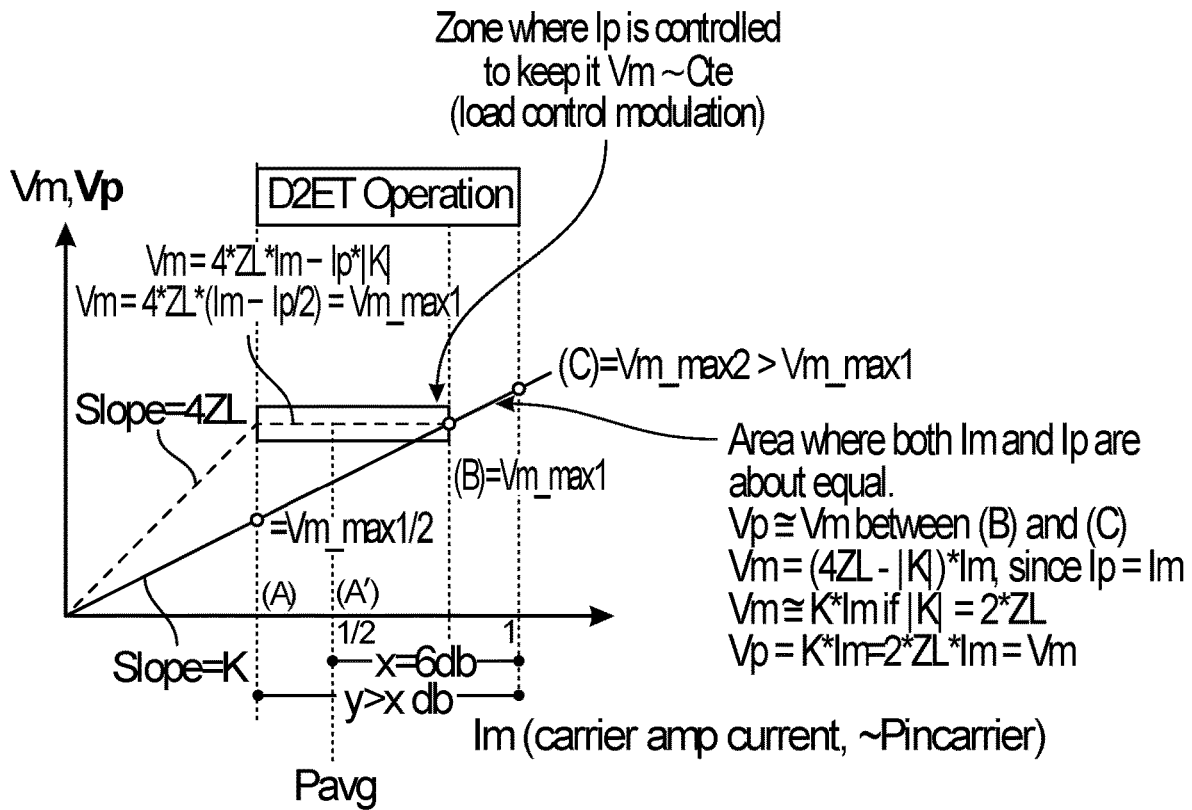 Zone where Ip is controlled
to keep it Vm ~Cte
(load control modulation)
Vm, Vp
D2ET Operation
Vm = 4*ZL*Im – Ip*|K|
Vm = 4*ZL*(Im – Ip/2) = Vm_max1
(C)=Vm_max2 > Vm_max1
Slope=4ZL
Area where both Im and Ip are
about equal.
Vp ≅ Vm between (B) and (C)
Vm = (4ZL - |K|)*Im, since Ip = Im
Vm ≅ K*Im if |K| = 2*ZL
Vp = K*Im=2*ZL*Im = Vm
(B)=Vm_max1
=Vm_max1/2
(A)
(A′)
1/2
1
Slope=K
x=6db
y>x db
Im (carrier amp current, ~Pincarrier)
Pavg